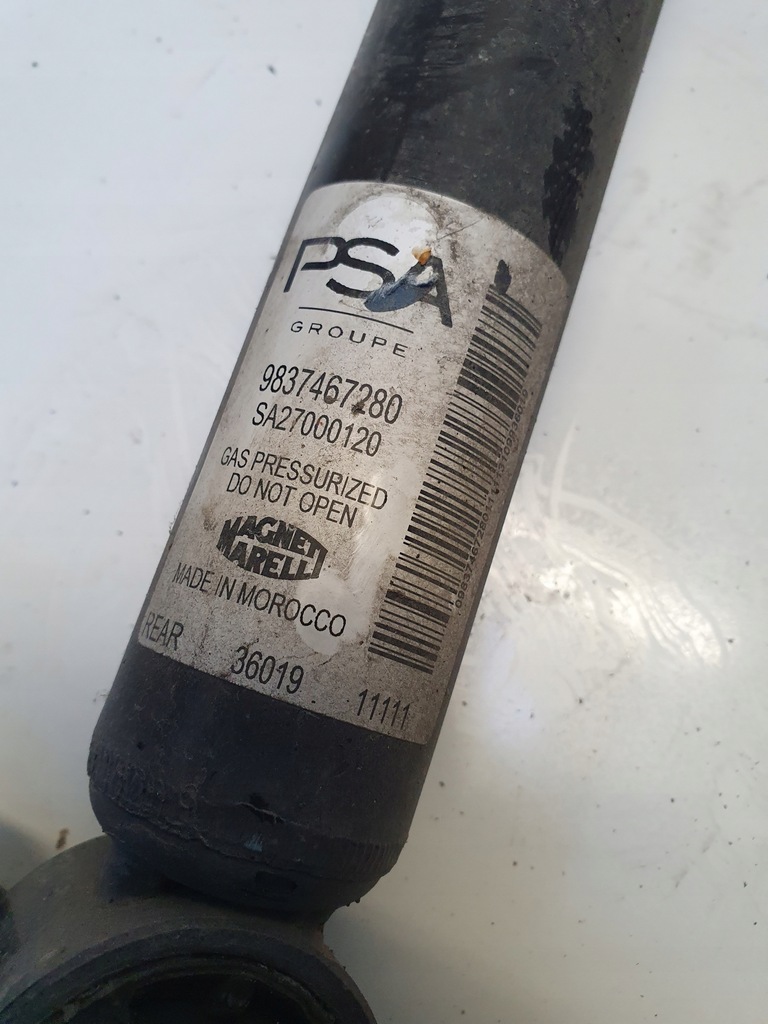 PSA
GROUPE
9837467280
SA27000120
GAS PRESSURIZED
DO NOT OPEN
MAGNETI
MARELLI
MADE IN MOROCCO
REAR 36019 11111